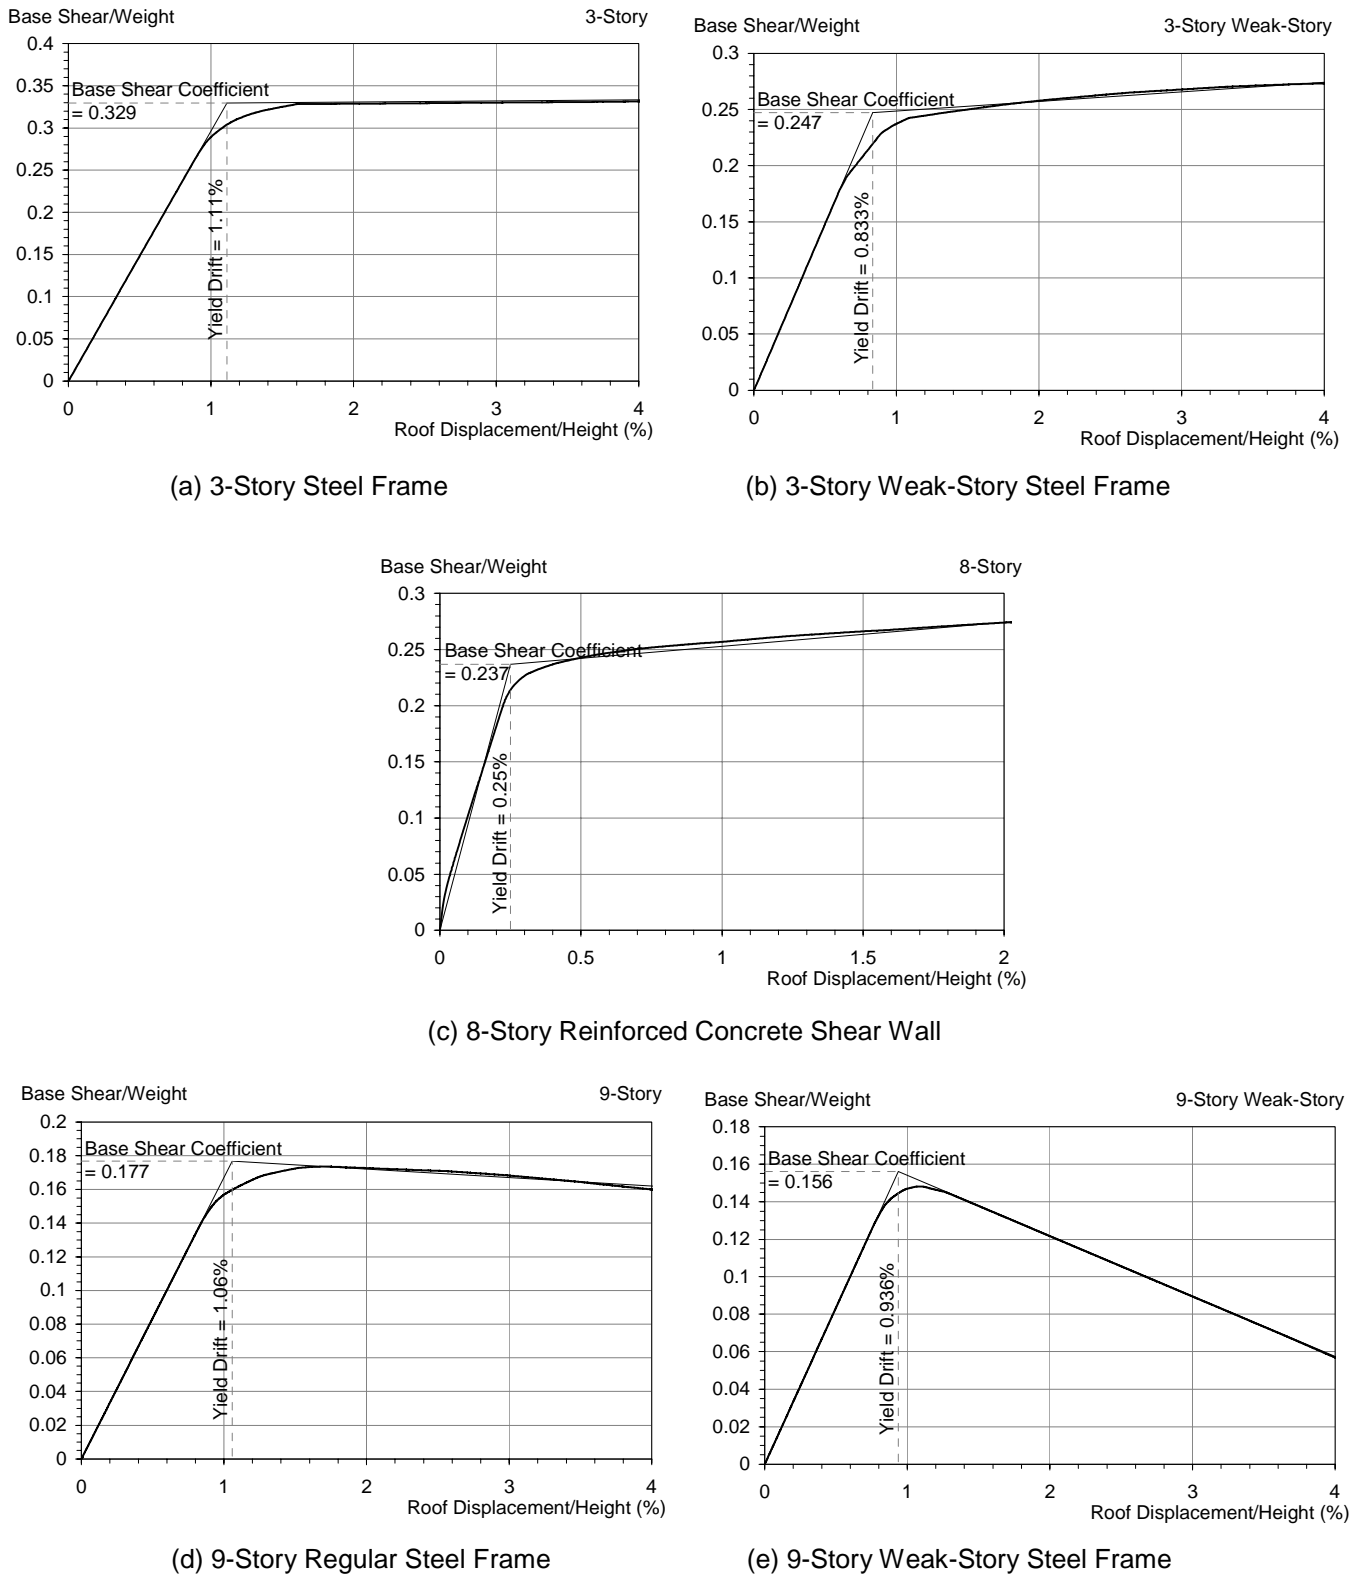 Base Shear/Weight 3-Story
0.4
0.35
Base Shear Coefficient
= 0.329
0.3
0.25
0.2
0.15
0.1
0.05
0
Yield Drift = 1.11%
0 1 2 3 4
Roof Displacement/Height (%)
(a) 3-Story Steel Frame
Base Shear/Weight 3-Story Weak-Story
0.3
0.25
Base Shear Coefficient
= 0.247
0.2
0.15
0.1
0.05
0
Yield Drift = 0.833%
0 1 2 3 4
Roof Displacement/Height (%)
(b) 3-Story Weak-Story Steel Frame
Base Shear/Weight 8-Story
0.3
0.25
Base Shear Coefficient
= 0.237
0.2
0.15
0.1
0.05
0
Yield Drift = 0.25%
0 0.5 1 1.5 2
Roof Displacement/Height (%)
(c) 8-Story Reinforced Concrete Shear Wall
Base Shear/Weight 9-Story
0.2
0.18
Base Shear Coefficient
= 0.177
0.16
0.14
0.12
0.1
0.08
0.06
0.04
0.02
0
Yield Drift = 1.06%
0 1 2 3 4
Roof Displacement/Height (%)
(d) 9-Story Regular Steel Frame
Base Shear/Weight 9-Story Weak-Story
0.18
0.16
Base Shear Coefficient
= 0.156
0.14
0.12
0.1
0.08
0.06
0.04
0.02
0
Yield Drift = 0.936%
0 1 2 3 4
Roof Displacement/Height (%)
(e) 9-Story Weak-Story Steel Frame